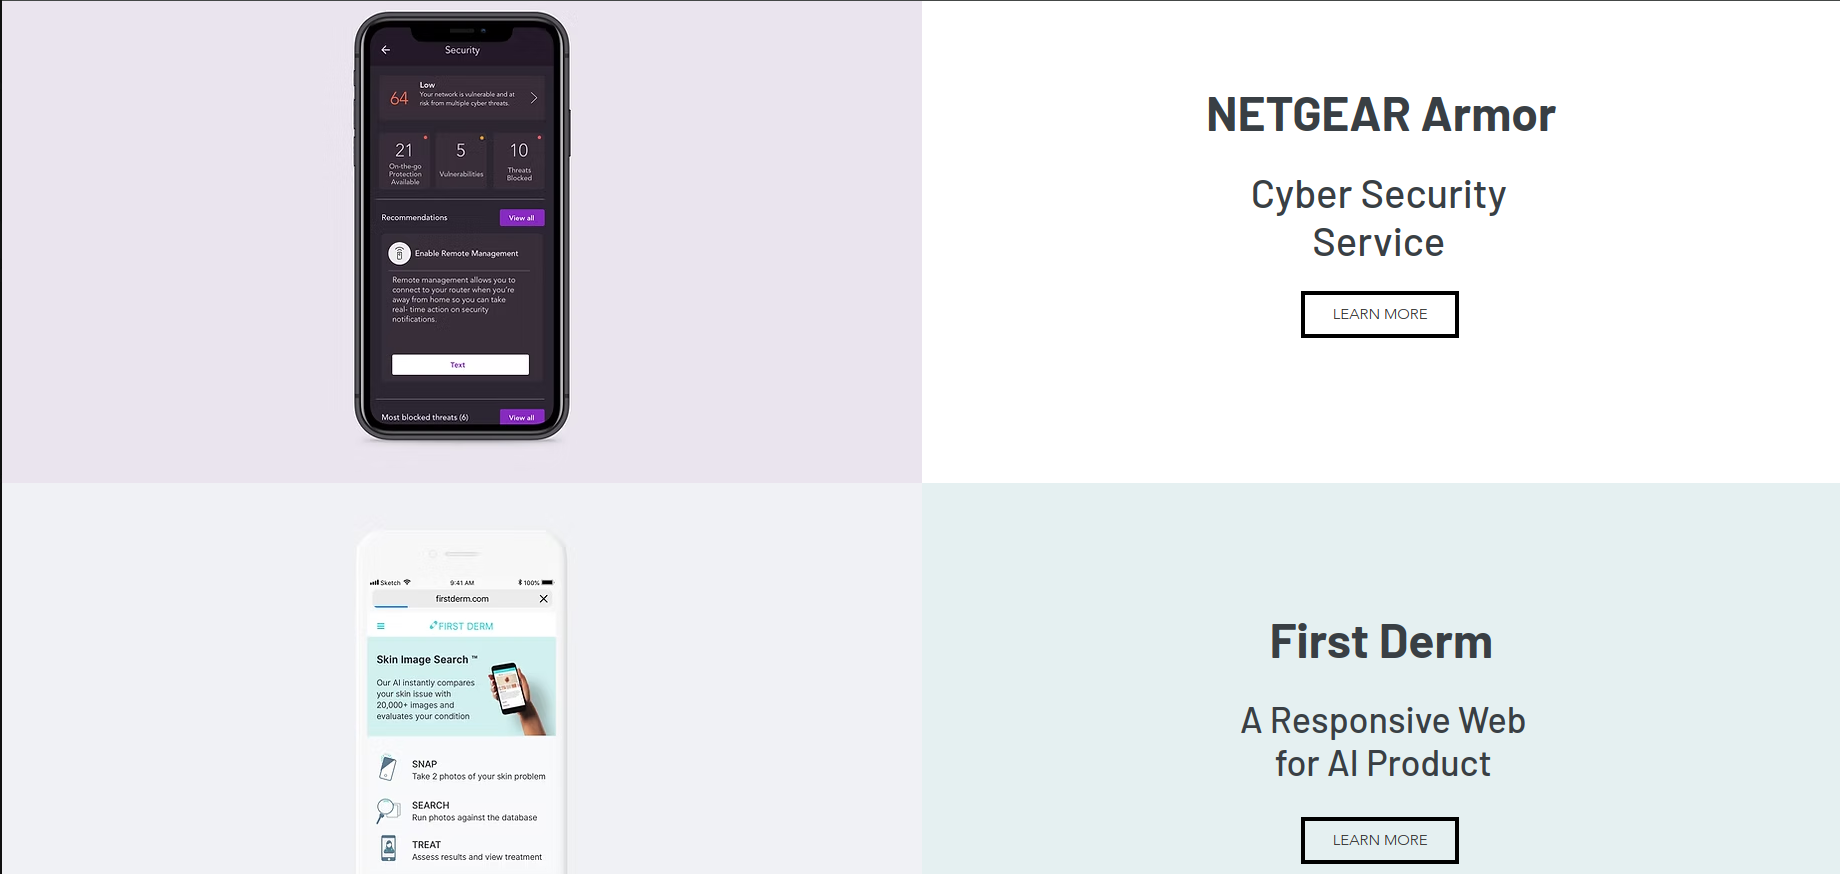 Security
Low
64
Your network is vulnerable and at
risk from multiple cyber threats.
21
On-the-go
Protection
Available
5
Vulnerabilities
10
Threats
Blocked
Recommendations
View all
Enable Remote Management
Remote management allows you to
connect to your router when you're
away from home so you can take
real- time action on security
notifications.
Text
Most blocked threats (6)
View all
NETGEAR Armor
Cyber Security
Service
LEARN MORE
Sketch
9:41 AM
100%
firstderm.com
FIRST DERM
Skin Image Search ™
Our AI instantly compares
your skin issue with
20,000+ images and
evaluates your condition
SNAP
Take 2 photos of your skin problem
SEARCH
Run photos against the database
TREAT
Assess results and view treatment
First Derm
A Responsive Web
for AI Product
LEARN MORE